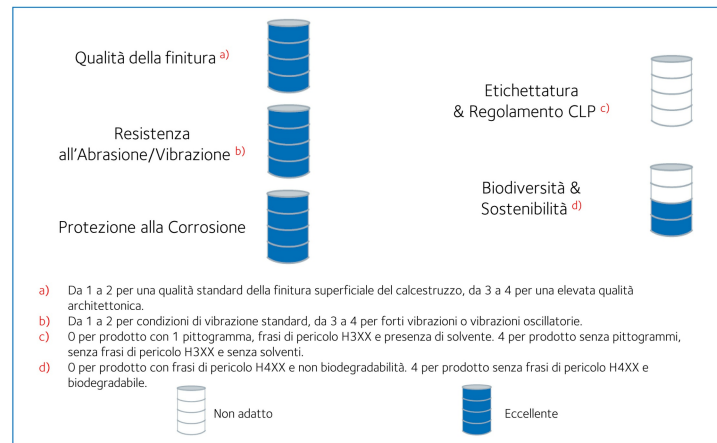 Qualità della finitura a)
Resistenza
all'Abrasione/Vibrazione b)
Protezione alla Corrosione
Etichettatura
& Regolamento CLP c)
Biodiversità &
Sostenibilità d)
a) Da 1 a 2 per una qualità standard della finitura superficiale del calcestruzzo, da 3 a 4 per una elevata qualità
architettonica.
b) Da 1 a 2 per condizioni di vibrazione standard, da 3 a 4 per forti vibrazioni o vibrazioni oscillatorie.
c) 0 per prodotto con 1 pittogramma, frasi di pericolo H3XX e presenza di solvente. 4 per prodotto senza pittogrammi,
senza frasi di pericolo H3XX e senza solventi.
d) 0 per prodotto con frasi di pericolo H4XX e non biodegradabilità. 4 per prodotto senza frasi di pericolo H4XX e
biodegradabile.
Non adatto
Eccellente